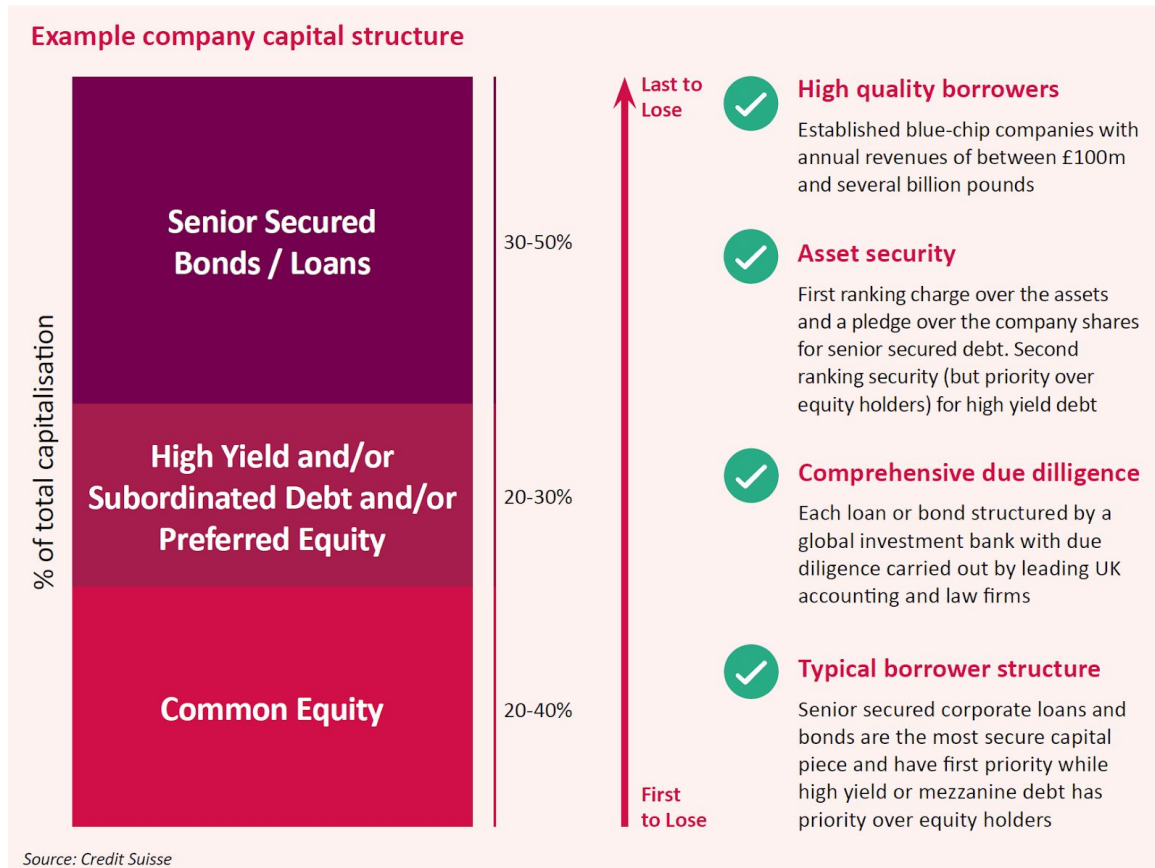 Example company capital structure
% of total capitalisation
Senior Secured
Bonds / Loans
30-50%
High Yield and/or
Subordinated Debt and/or
Preferred Equity
20-30%
Common Equity
20-40%
Last to
Lose
First
to Lose
High quality borrowers
Established blue-chip companies with
annual revenues of between £100m
and several billion pounds
Asset security
First ranking charge over the assets
and a pledge over the company shares
for senior secured debt. Second
ranking security (but priority over
equity holders) for high yield debt
Comprehensive due dilligence
Each loan or bond structured by a
global investment bank with due
diligence carried out by leading UK
accounting and law firms
Typical borrower structure
Senior secured corporate loans and
bonds are the most secure capital
piece and have first priority while
high yield or mezzanine debt has
priority over equity holders
Source: Credit Suisse